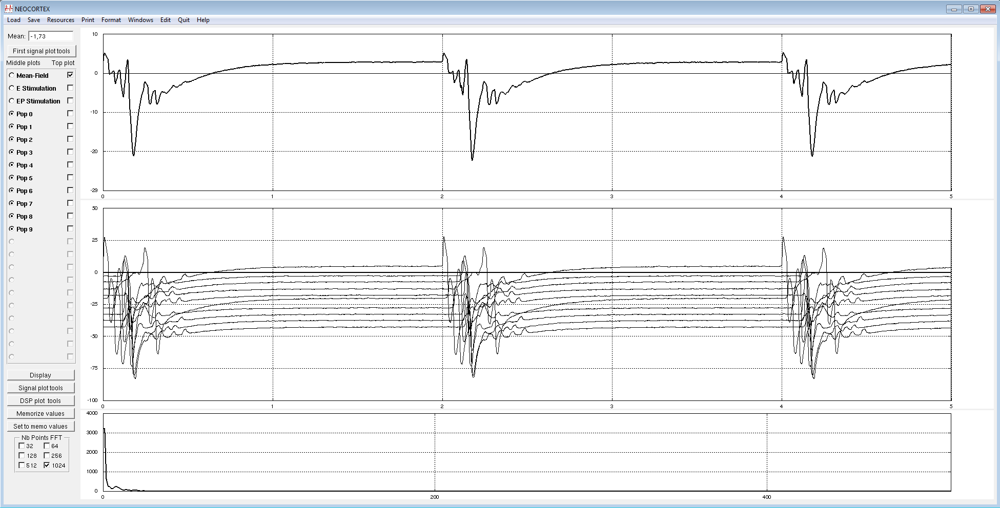 NEOCORTEX
Load Save Resources Print Format Windows Edit Quit Help
Mean: -1,73
First signal plot tools
Middle plots Top plot
Mean-Field
E Stimulation
EP Stimulation
Pop 0
Pop 1
Pop 2
Pop 3
Pop 4
Pop 5
Pop 6
Pop 7
Pop 8
Pop 9
Display
Signal plot tools
DSP plot tools
Memorize values
Set to memo values
Nb Points FFT
32 64
128 256
512 1024
10
0
-10
-20
-29
0 1 2 3 4 5
50
25
0
-25
-50
-75
-100
0 1 2 3 4 5
4000
3000
2000
1000
0
0 200 400